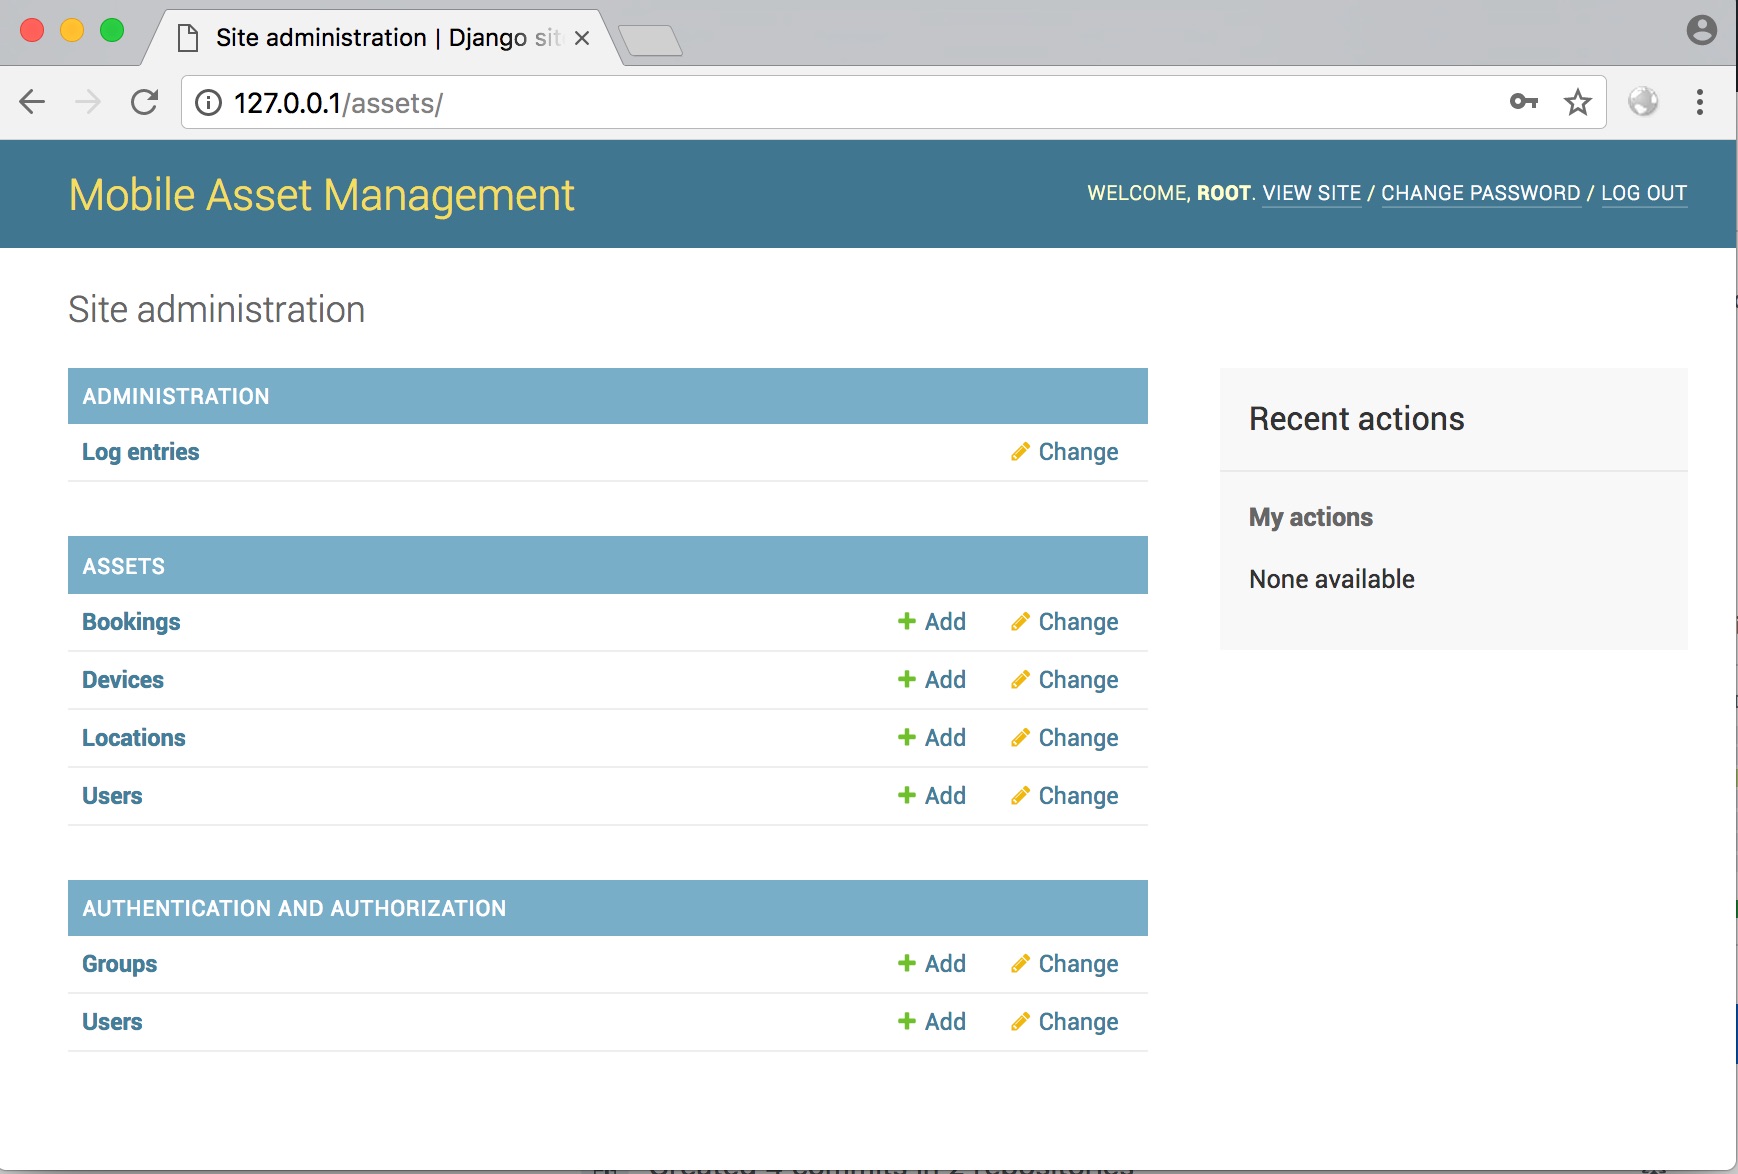 Site administration | Django sit
127.0.0.1/assets/
Mobile Asset Management
WELCOME, ROOT. VIEW SITE / CHANGE PASSWORD / LOG OUT
Site administration
ADMINISTRATION
Log entries Change
ASSETS
Bookings Add Change
Devices Add Change
Locations Add Change
Users Add Change
AUTHENTICATION AND AUTHORIZATION
Groups Add Change
Users Add Change
Recent actions
My actions
None available